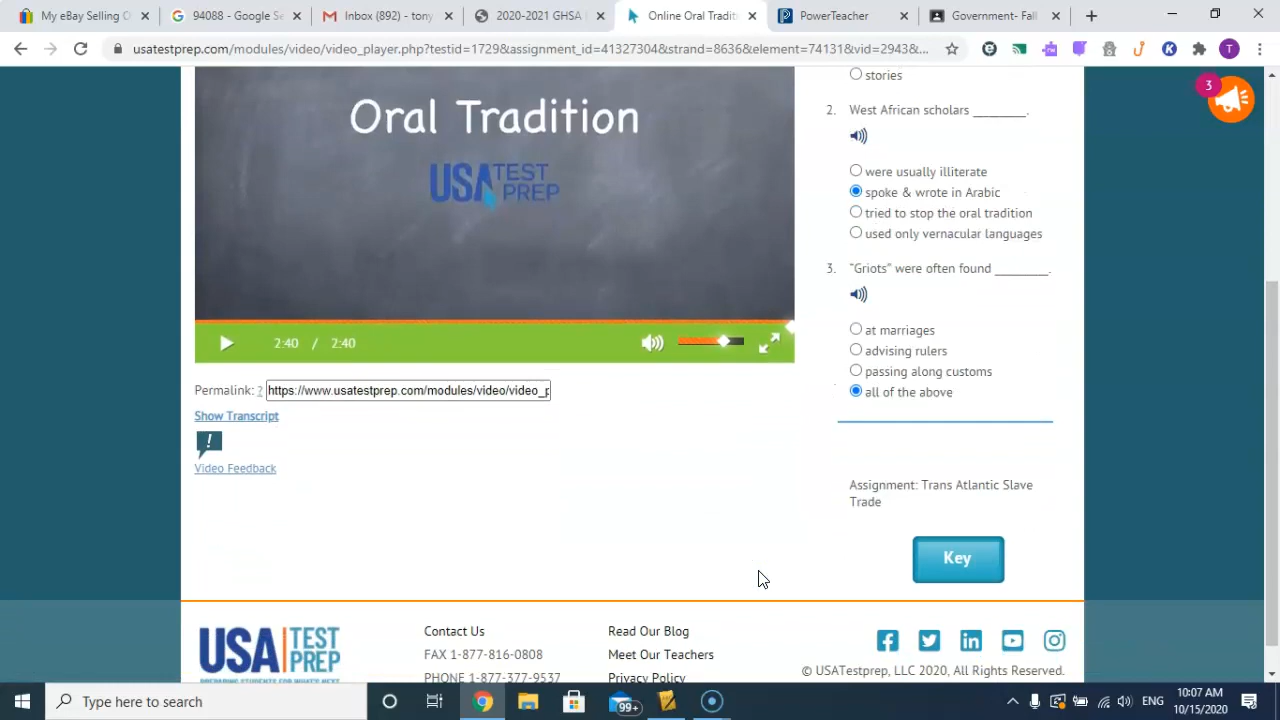 My eBay Selling O
94088 - Google Se
Inbox (892) - tony
2020-2021 GHSA
Online Oral Traditi
PowerTeacher
Government- Fall
usatestprep.com/modules/video/video_player.php?testid=1729&assignment_id=41327304&strand=8636&element=74131&vid=2943&...
3
Oral Tradition
USA TEST PREP
2:40 / 2:40
Permalink: ? https://www.usatestprep.com/modules/video/video_p
Show Transcript
!
Video Feedback
stories
2. West African scholars ________.
were usually illiterate
spoke & wrote in Arabic
tried to stop the oral tradition
used only vernacular languages
3. "Griots" were often found ________.
at marriages
advising rulers
passing along customs
all of the above
Assignment: Trans Atlantic Slave
Trade
Key
USA TEST PREP
PREPARING STUDENTS FOR WHAT'S NEXT
Contact Us
FAX 1-877-816-0808
PHONE 1-877-377-9537
Read Our Blog
Meet Our Teachers
Privacy Policy
© USATestprep, LLC 2020, All Rights Reserved.
Type here to search
99+
ENG
10:07 AM
10/15/2020